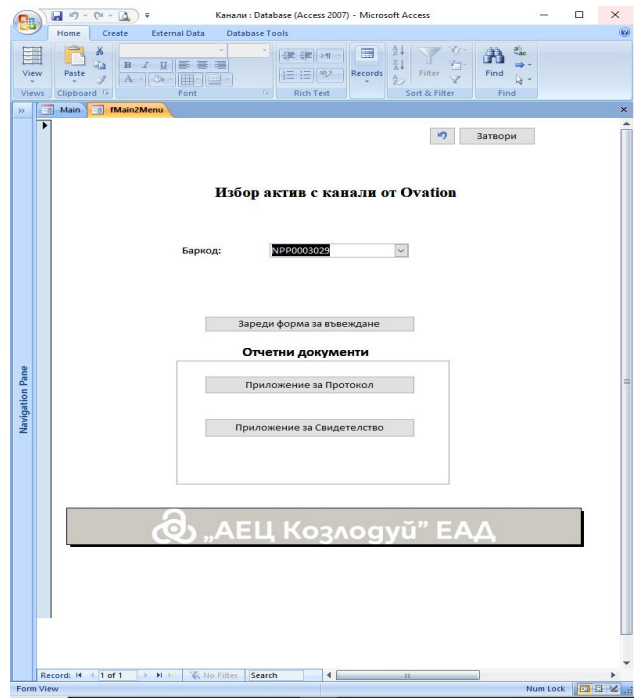 Канали : Database (Access 2007) - Microsoft Access
Home Create External Data Database Tools
View Paste B I U Records Filter Find
Views Clipboard Font Rich Text Sort & Filter Find
Main fMain2Menu
Затвори
Избор актив с канали от Ovation
Баркод: NPP0003029
Зареди форма за въвеждане
Отчетни документи
Приложение за Протокол
Приложение за Свидетелство
Navigation Pane
„АЕЦ Козлодуй” ЕАД
Record: 1 of 1 No Filter Search
Form View Num Lock